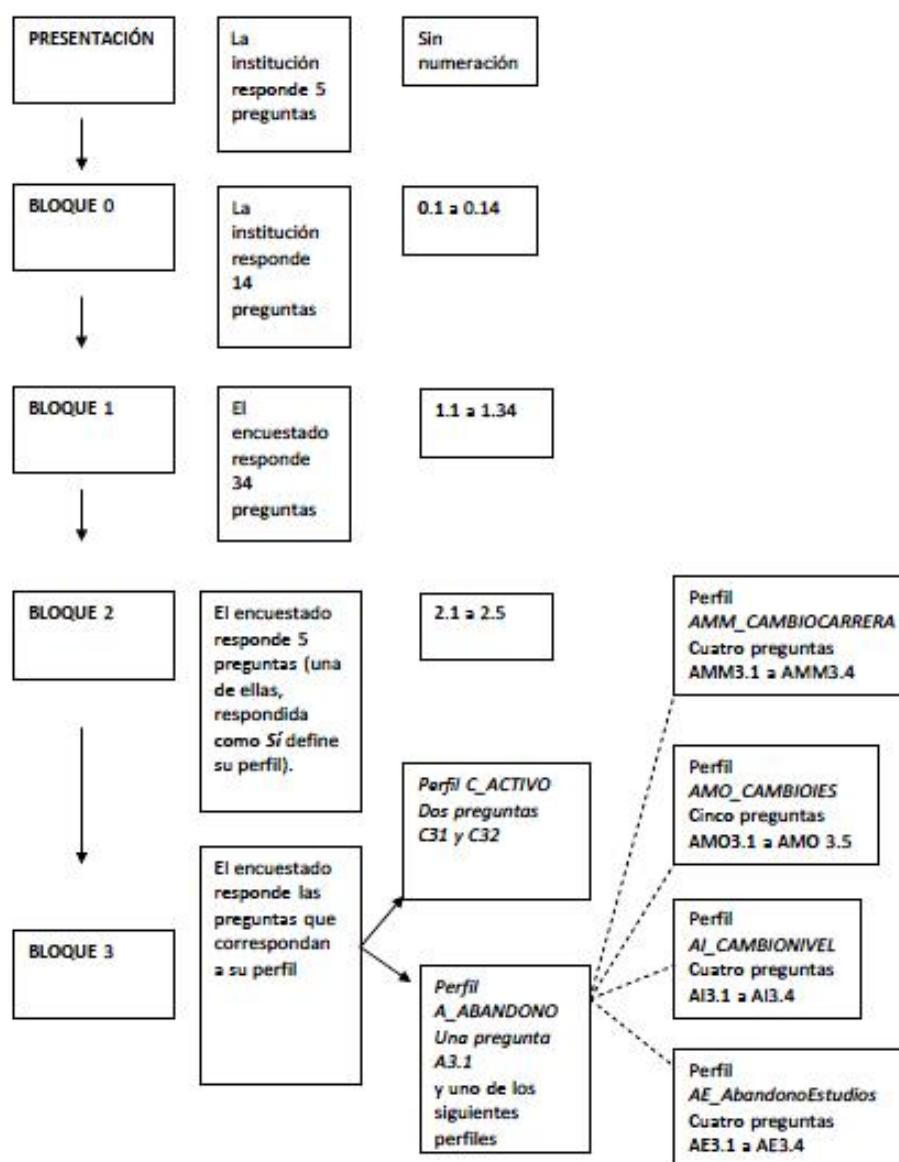 PRESENTACIÓN
La
institución
responde 5
preguntas
Sin
numeración
BLOQUE 0
La
institución
responde
14
preguntas
0.1 a 0.14
BLOQUE 1
El
encuestado
responde
34
preguntas
1.1 a 1.34
BLOQUE 2
El encuestado
responde 5
preguntas (una
de ellas,
respondida
como Sí define
su perfil).
2.1 a 2.5
BLOQUE 3
El encuestado
responde las
preguntas que
correspondan
a su perfil
Perfil C_ACTIVO
Dos preguntas
C31 y C32
Perfil
A_ABANDONO
Una pregunta
A3.1
y uno de los
siguientes
perfiles
Perfil
AMM_CAMBIOCARRERA
Cuatro preguntas
AMM3.1 a AMM3.4
Perfil
AMO_CAMBIOIES
Cinco preguntas
AMO3.1 a AMO 3.5
Perfil
AI_CAMBIONIVEL
Cuatro preguntas
AI3.1 a AI3.4
Perfil
AE_AbandonoEstudios
Cuatro preguntas
AE3.1 a AE3.4